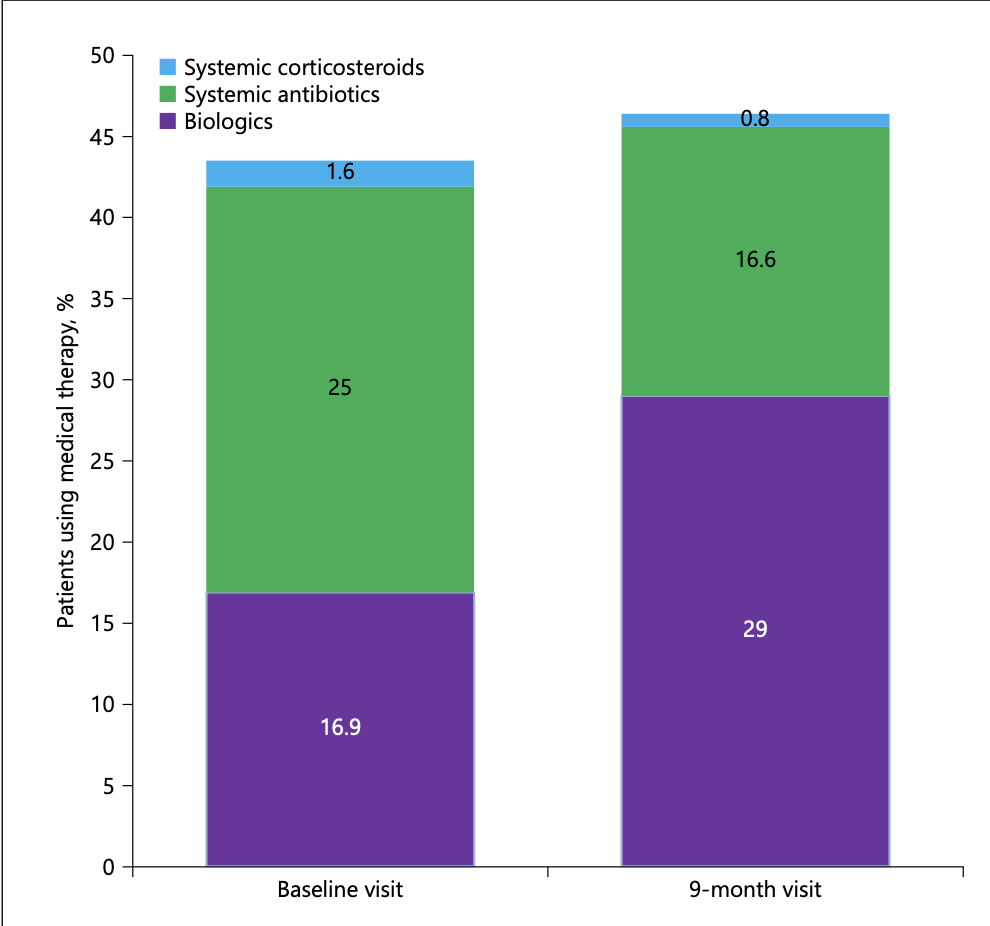 Patients using medical therapy, %
50
45
40
35
30
25
20
15
10
5
0
Systemic corticosteroids
Systemic antibiotics
Biologics
1.6
25
16.9
0.8
16.6
29
Baseline visit
9-month visit